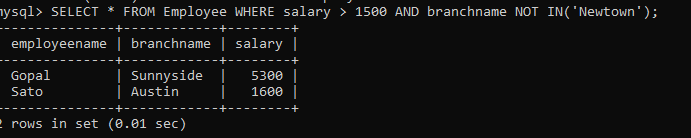 mysql> SELECT * FROM Employee WHERE salary > 1500 AND branchname NOT IN('Newtown');
--------------+------------+--------+
employeename | branchname | salary |
--------------+------------+--------+
Gopal | Sunnyside | 5300 |
Sato | Austin | 1600 |
--------------+------------+--------+
2 rows in set (0.01 sec)